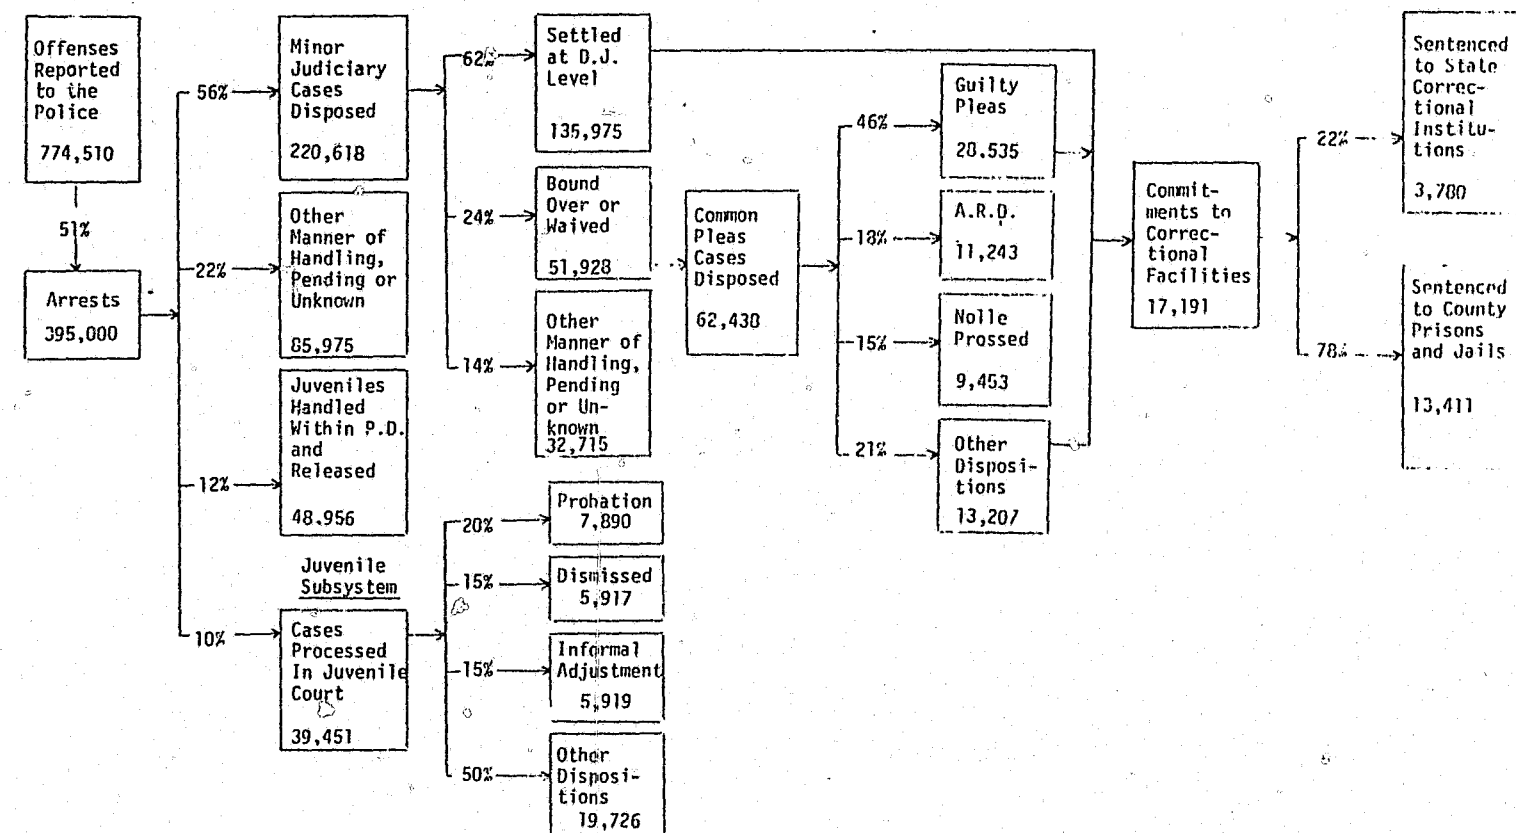 Offenses
Reported
to the
Police
774,510
51%
Arrests
395,000
56%
22%
12%
10%
Minor
Judiciary
Cases
Disposed
220,618
Other
Manner of
Handling,
Pending or
Unknown
85,975
Juveniles
Handled
Within P.D.
and
Released
48,956
Juvenile
Subsystem
Cases
Processed
In Juvenile
Court
39,451
62%
24%
14%
Settled
at D.J.
Level
135,975
Bound
Over or
Waived
51,928
Other
Manner of
Handling,
Pending
or Un-
known
32,715
20%
15%
15%
50%
Probation
7,890
Dismissed
5,917
Informal
Adjustment
5,919
Other
Disposi-
tions
19,726
Common
Pleas
Cases
Disposed
62,438
46%
18%
15%
21%
Guilty
Pleas
28,535
A.R.D.
11,243
Nolle
Prossed
9,453
Other
Disposi-
tions
13,207
Commit-
ments to
Correc-
tional
Facilities
17,191
22%
78%
Sentenced
to State
Correc-
tional
Institu-
tions
3,780
Sentenced
to County
Prisons
and Jails
13,411